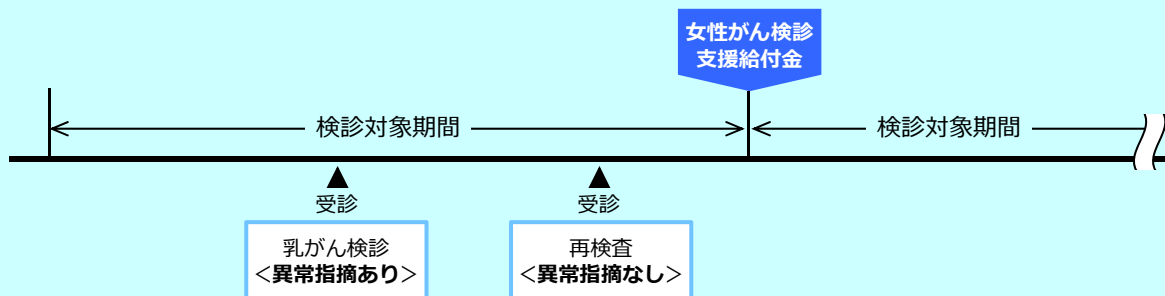 女性がん検診
支援給付金
検診対象期間
検診対象期間
受診
受診
乳がん検診
＜異常指摘あり＞
再検査
＜異常指摘なし＞